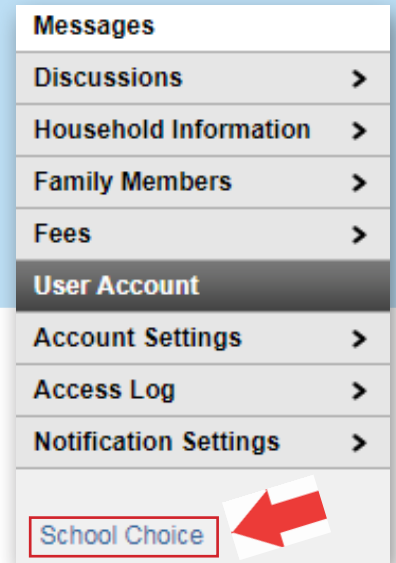 Messages
Discussions
Household Information
Family Members
Fees
User Account
Account Settings
Access Log
Notification Settings
School Choice